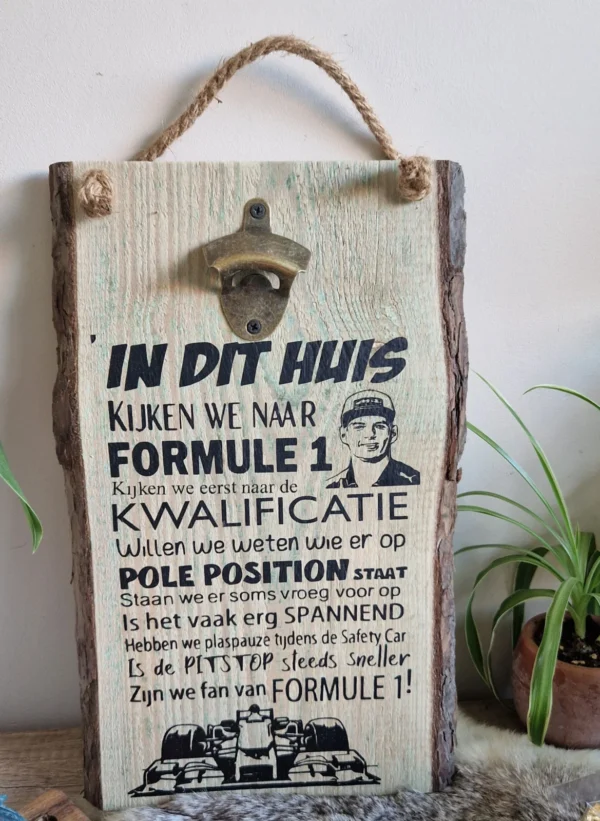 IN DIT HUIS
KIJKEN WE NAAR
FORMULE 1
Kijken we eerst naar de
KWALIFICATIE
Willen we weten wie er op
POLE POSITION STAAT
Staan we er soms vroeg voor op
Is het vaak erg SPANNEND
Hebben we plaspauze tijdens de Safety Car
Is de PITSTOP steeds sneller
Zijn we fan van FORMULE 1!